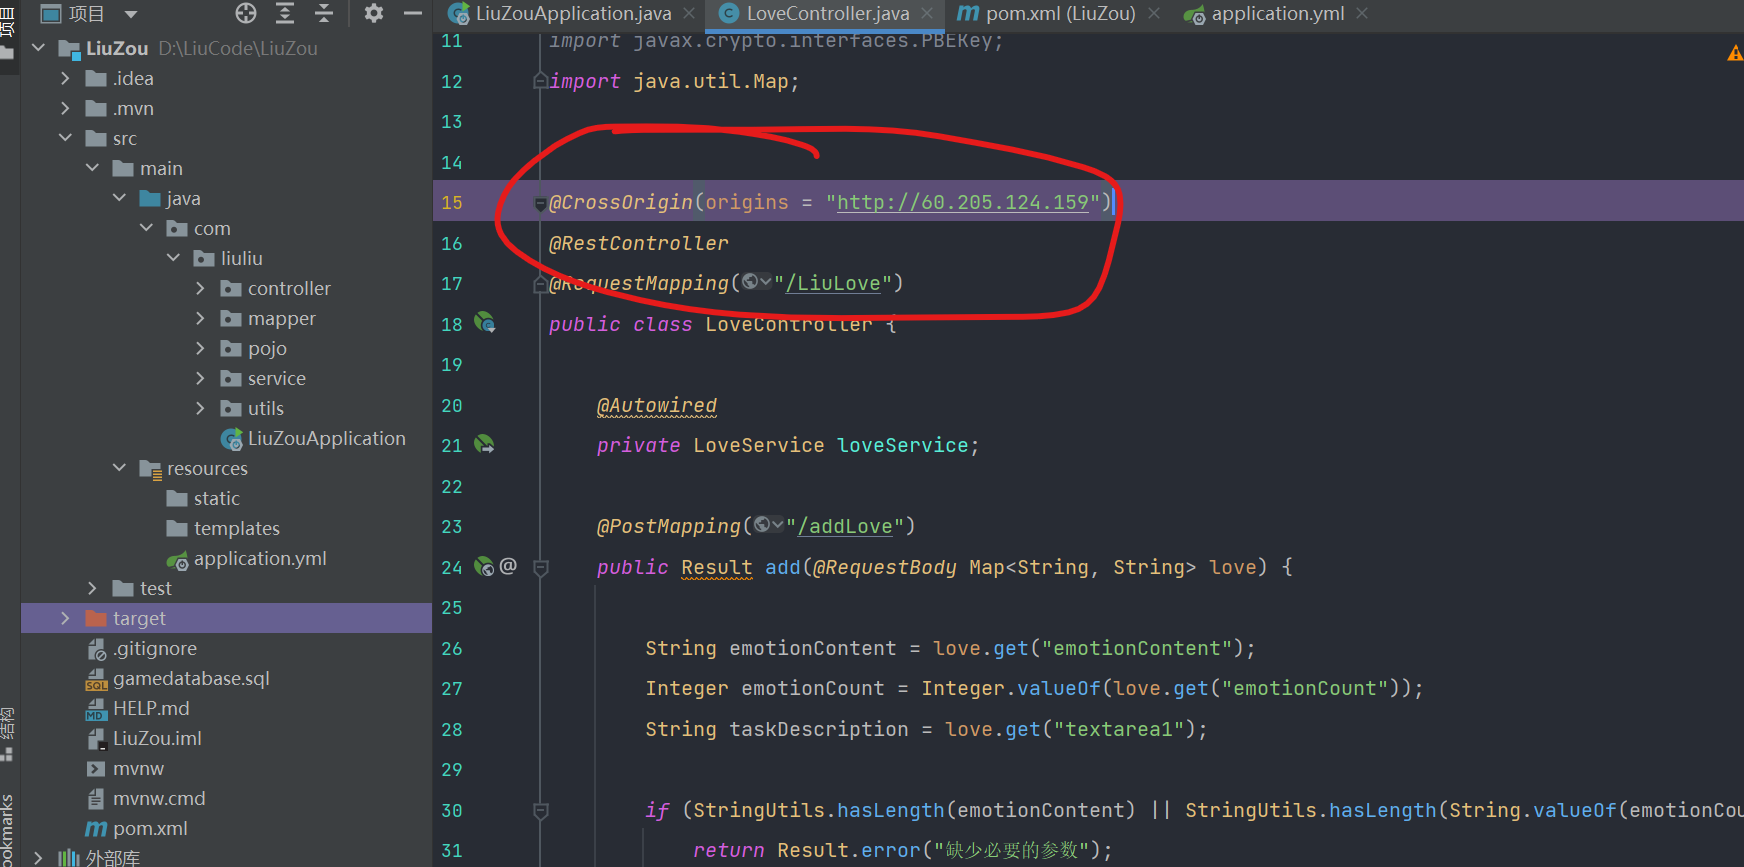 项目
LiuZouApplication.java
LoveController.java
pom.xml (LiuZou)
application.yml
项目
LiuZou D:\LiuCode\LiuZou
.idea
.mvn
src
main
java
com
liuliu
controller
mapper
pojo
service
utils
LiuZouApplication
resources
static
templates
application.yml
test
target
.gitignore
gamedatabase.sql
HELP.md
LiuZou.iml
mvnw
mvnw.cmd
pom.xml
外部库
结构
ookmarks
11 import javax.crypto.interfaces.PBEKey;
12 import java.util.Map;
13
14
15 @CrossOrigin(origins = "http://60.205.124.159")
16 @RestController
17 @RequestMapping("/LiuLove")
18 public class LoveController {
19
20 @Autowired
21 private LoveService loveService;
22
23 @PostMapping("/addLove")
24 @ public Result add(@RequestBody Map<String, String> love) {
25
26 String emotionContent = love.get("emotionContent");
27 Integer emotionCount = Integer.valueOf(love.get("emotionCount"));
28 String taskDescription = love.get("textarea1");
29
30 if (StringUtils.hasLength(emotionContent) || StringUtils.hasLength(String.valueOf(emotionCou
31 return Result.error("缺少必要的参数");